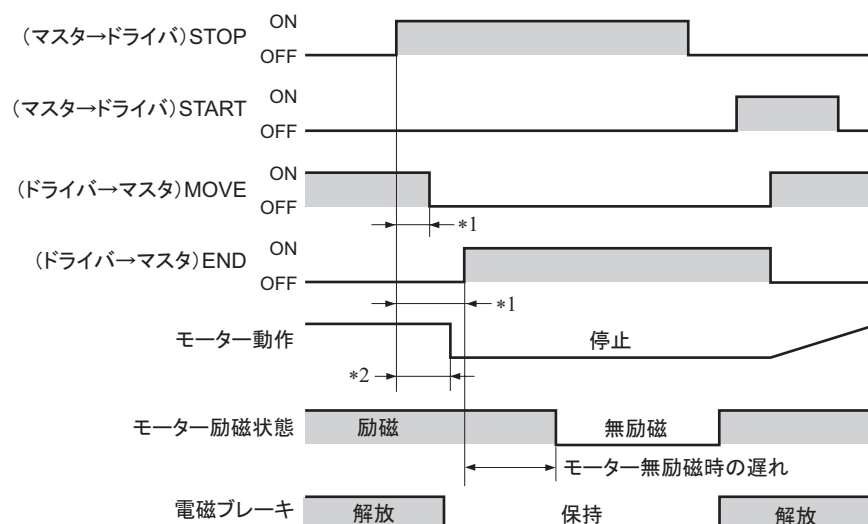 （マスタ→ドライバ）STOP
ON
OFF
（マスタ→ドライバ）START
ON
OFF
（ドライバ→マスタ）MOVE
ON
OFF
*1
（ドライバ→マスタ）END
ON
OFF
*1
モーター動作
停止
*2
モーター励磁状態
励磁
無励磁
モーター無励磁時の遅れ
電磁ブレーキ
解放
保持
解放